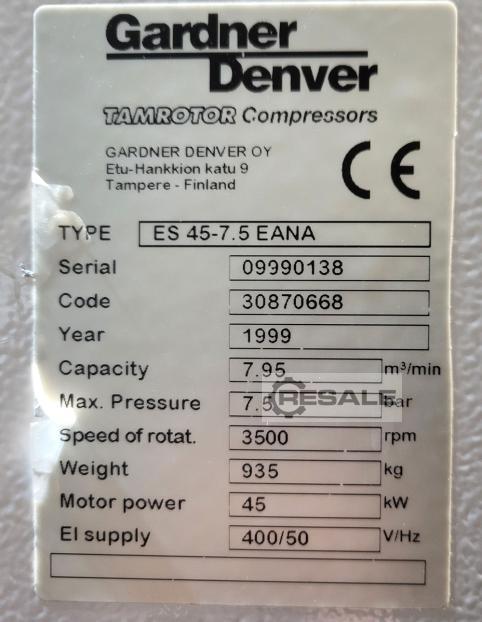 Gardner
Denver
TAMROTOR Compressors
GARDNER DENVER OY
Etu-Hankkion katu 9
Tampere - Finland
CE
TYPE ES 45-7.5 EANA
Serial 09990138
Code 30870668
Year 1999
Capacity 7.95 m³/min
Max. Pressure 7.5 bar
RESALE
Speed of rotat. 3500 rpm
Weight 935 kg
Motor power 45 kW
El supply 400/50 V/Hz